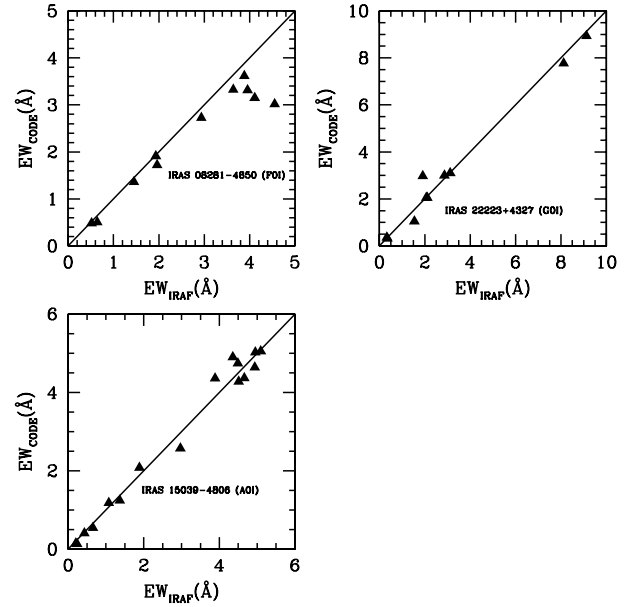 5
4
3
2
1
0
EW_CODE(Å)
IRAS 08281-4850 (F0I)
0 1 2 3 4 5
EW_IRAF(Å)
10
8
6
4
2
0
EW_CODE(Å)
IRAS 22223+4327 (G0I)
0 2 4 6 8 10
EW_IRAF(Å)
6
4
2
0
EW_CODE(Å)
IRAS 15039-4806 (A0I)
0 2 4 6
EW_IRAF(Å)